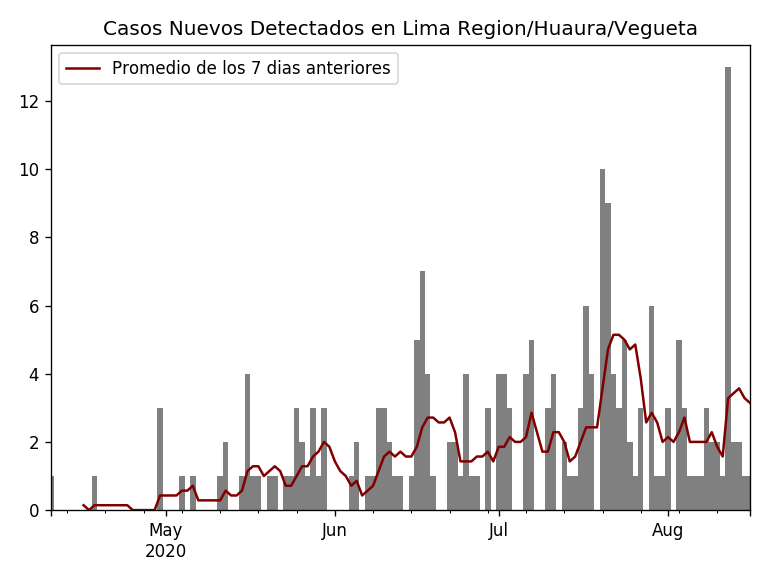 Casos Nuevos Detectados en Lima Region/Huaura/Vegueta
Promedio de los 7 dias anteriores
12
10
8
6
4
2
0
May
2020
Jun
Jul
Aug